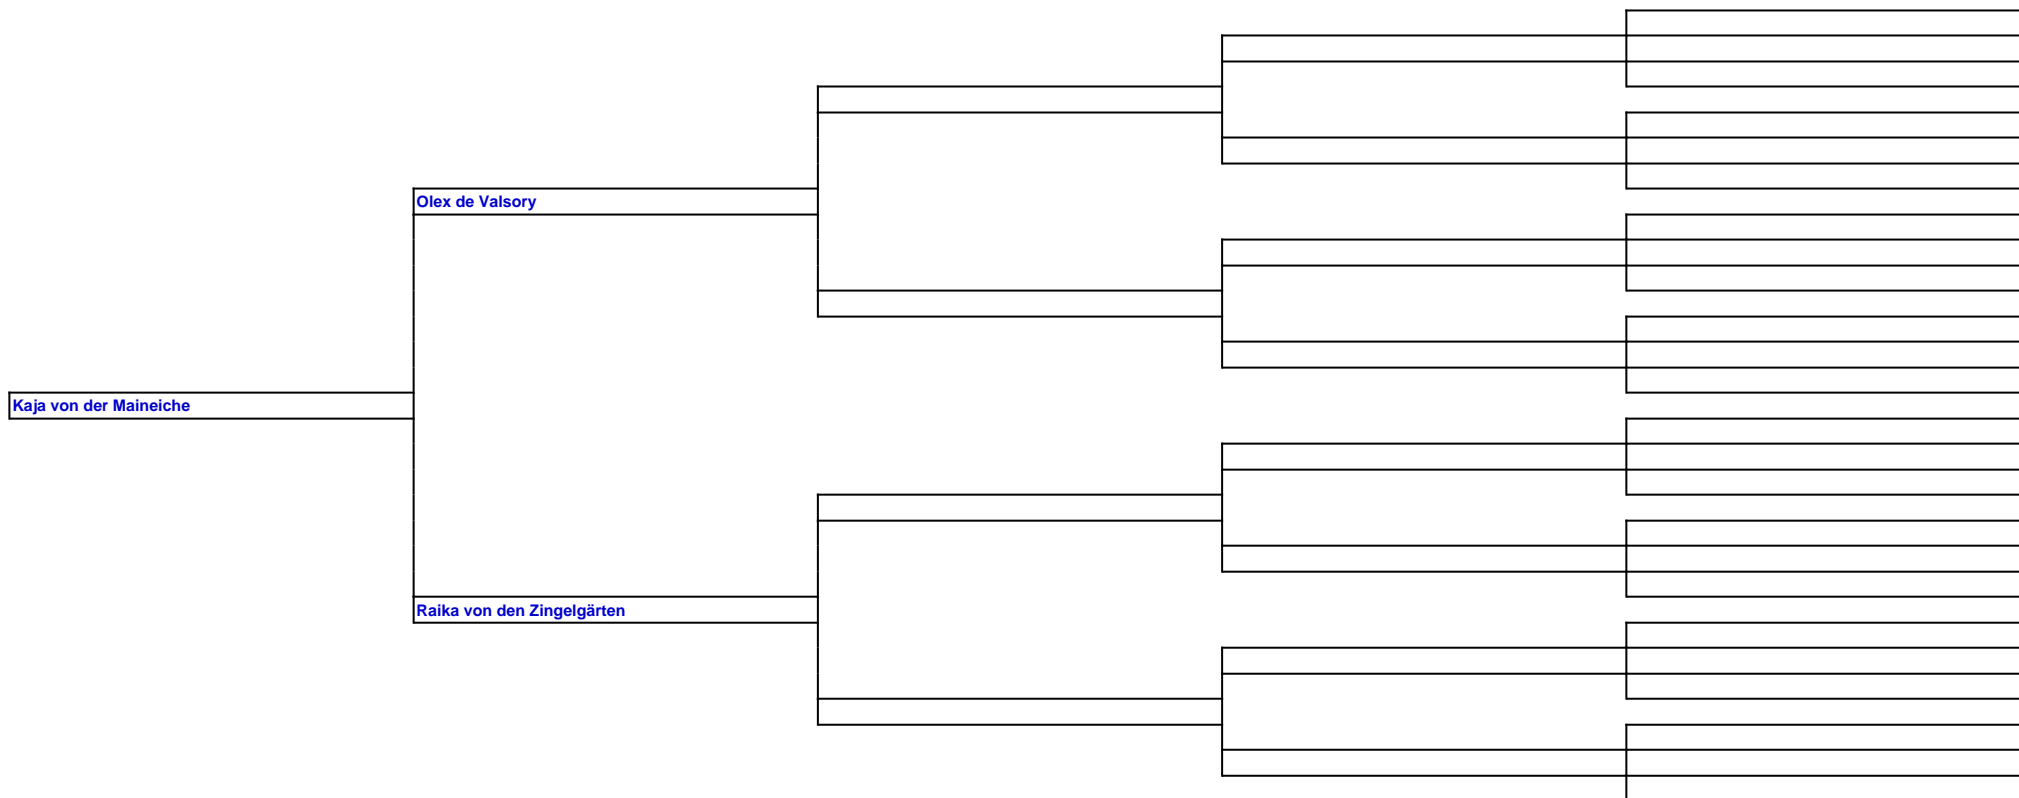 Olex de Valsory
Kaja von der Maineiche
Raika von den Zingelgärten